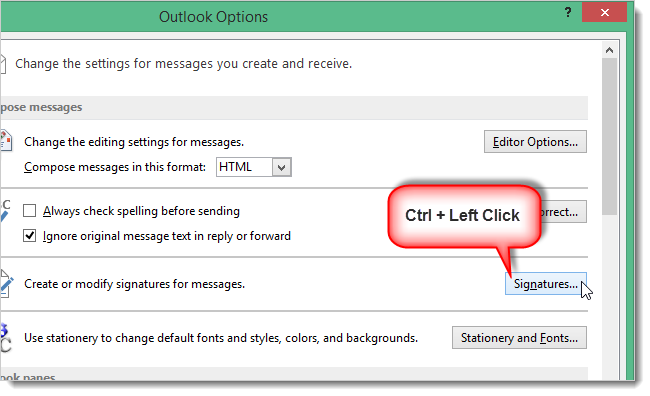 Outlook Options
?
Change the settings for messages you create and receive.
pose messages
Change the editing settings for messages.
Editor Options...
Compose messages in this format: HTML
Always check spelling before sending
orrect...
Ctrl + Left Click
Ignore original message text in reply or forward
Create or modify signatures for messages.
Signatures...
Use stationery to change default fonts and styles, colors, and backgrounds.
Stationery and Fonts...
ook panes